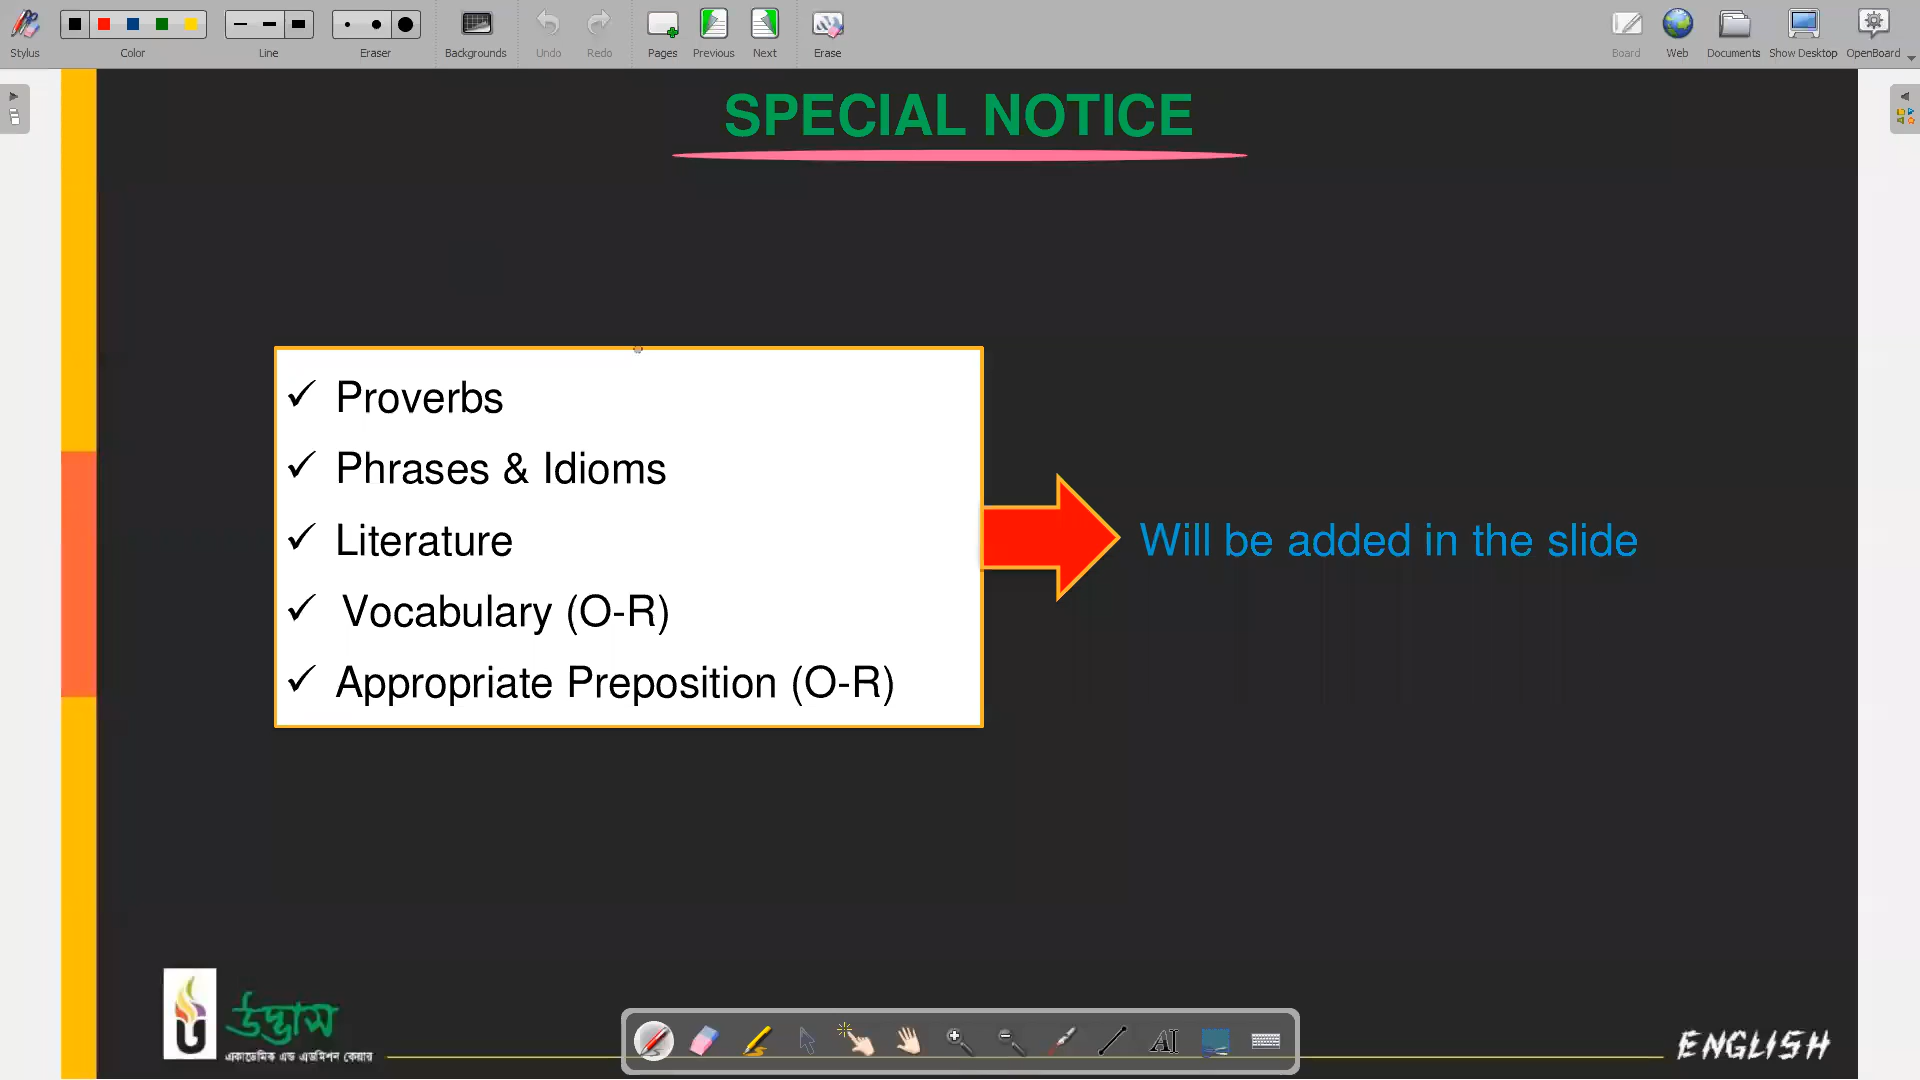 Stylus
Color
Line
Eraser
Backgrounds
Undo
Redo
Pages
Previous
Next
Erase
Board
Web
Documents
Show Desktop
OpenBoard
SPECIAL NOTICE
✓ Proverbs
✓ Phrases & Idioms
✓ Literature
✓ Vocabulary (O-R)
✓ Appropriate Preposition (O-R)
Will be added in the slide
উদ্ভাস
একাডেমিক এন্ড এডমিশন কেয়ার
AI
ENGLISH